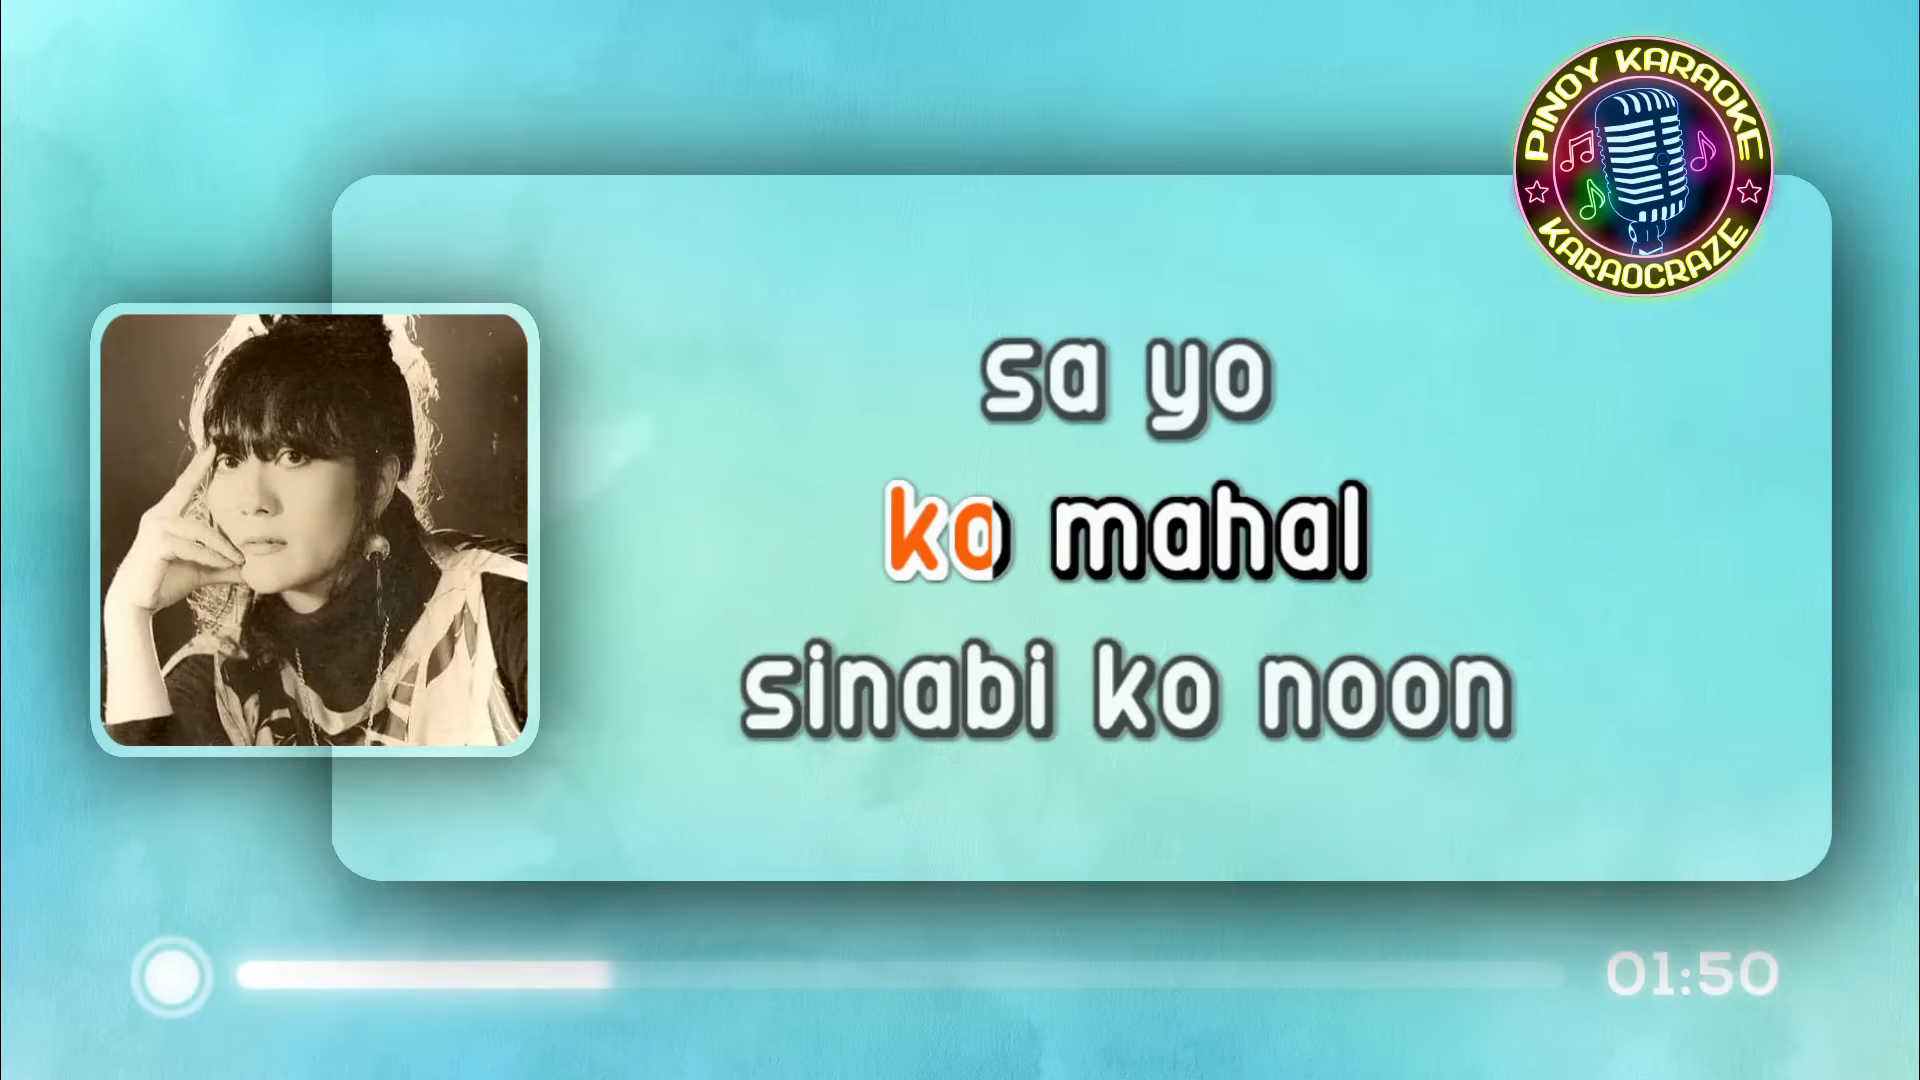 PINOY KARAOKE
KARAOCRAZE
sa yo
ko mahal
sinabi ko noon
01:50